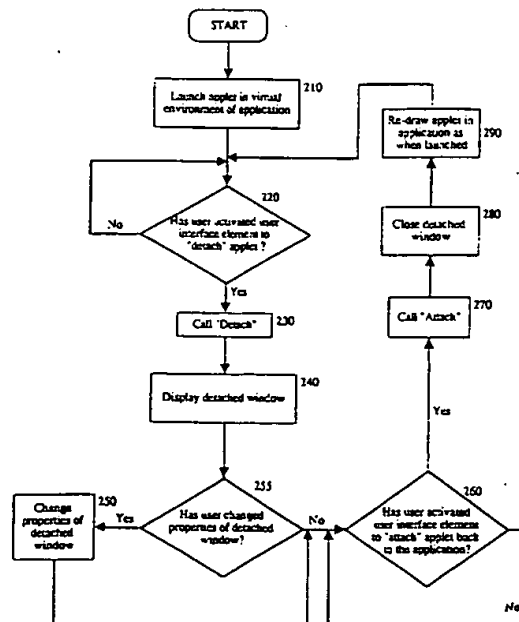 START
210
Launch applet in virtual
environment of application
290
Re-draw applet in
application as
when launched
220
Has user activated user
interface element to
"detach" applet?
No
280
Close detached
window
Yes
230
Call "Detach"
270
Call "Attach"
240
Display detached window
Yes
250
Change
properties of
detached
window
Yes
255
Has user changed
properties of detached
window?
No
260
Has user activated
user interface element
to "attach" applet back
to the application?
No